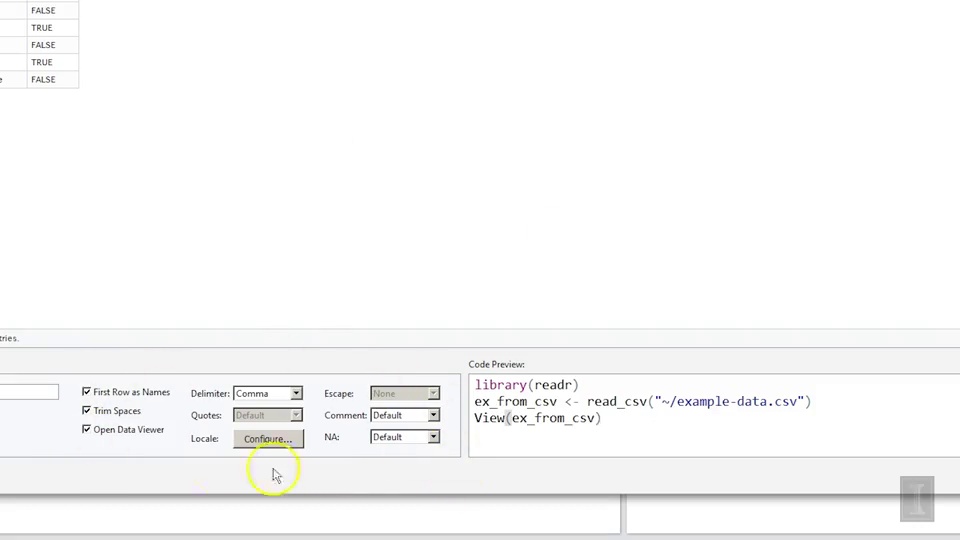 FALSE
TRUE
FALSE
TRUE
e FALSE
tries.
Code Preview:
First Row as Names Delimiter: Comma Escape: None
Trim Spaces Quotes: Default Comment: Default
Open Data Viewer Locale: Configure... NA: Default
library(readr)
ex_from_csv <- read_csv("~/example-data.csv")
View(ex_from_csv)
I